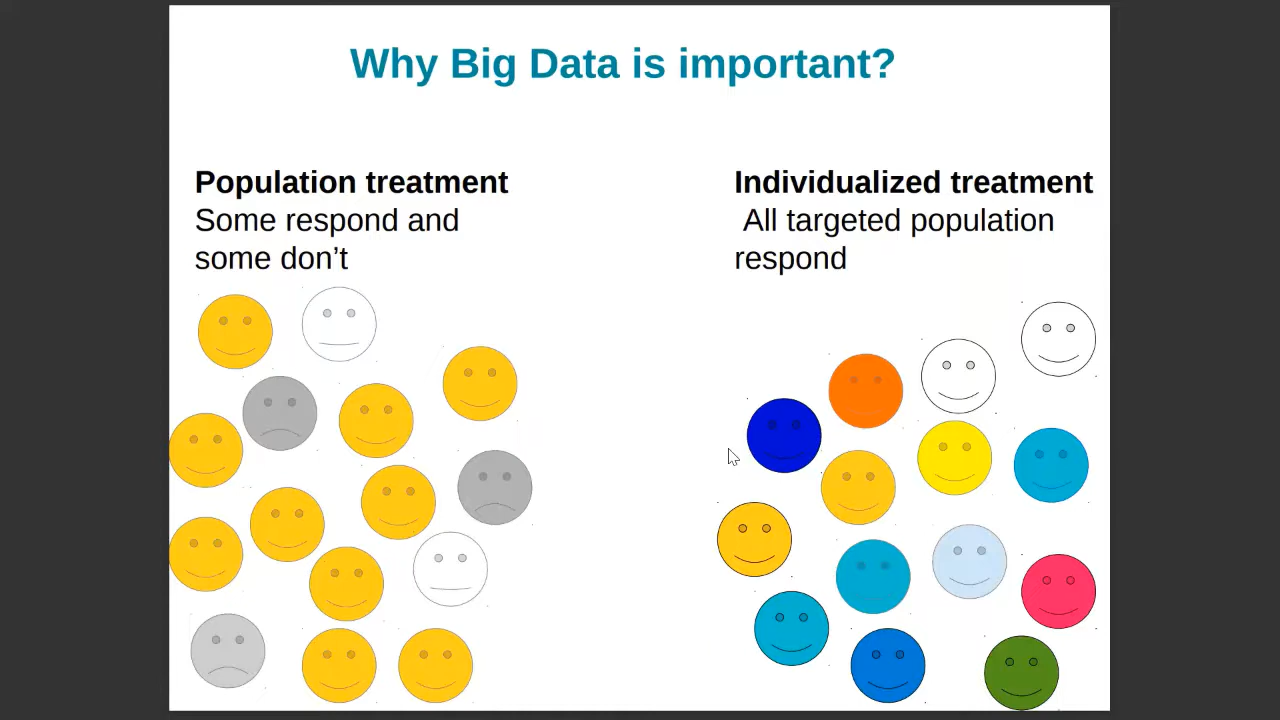 Why Big Data is important?
Population treatment
Some respond and
some don’t
Individualized treatment
All targeted population
respond